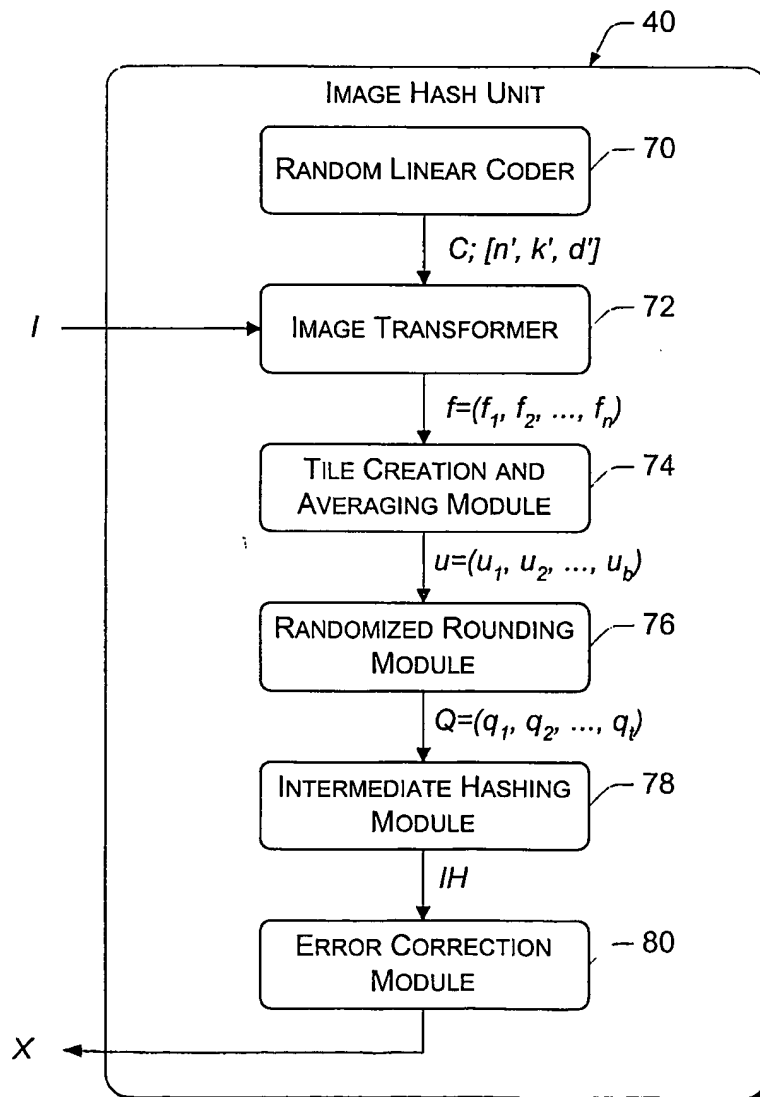 40
IMAGE HASH UNIT
RANDOM LINEAR CODER
70
C; [n', k', d']
I
IMAGE TRANSFORMER
72
f=(f₁, f₂, ..., fₙ)
TILE CREATION AND
AVERAGING MODULE
74
u=(u₁, u₂, ..., u_b)
RANDOMIZED ROUNDING
MODULE
76
Q=(q₁, q₂, ..., qₜ)
INTERMEDIATE HASHING
MODULE
78
IH
ERROR CORRECTION
MODULE
80
X